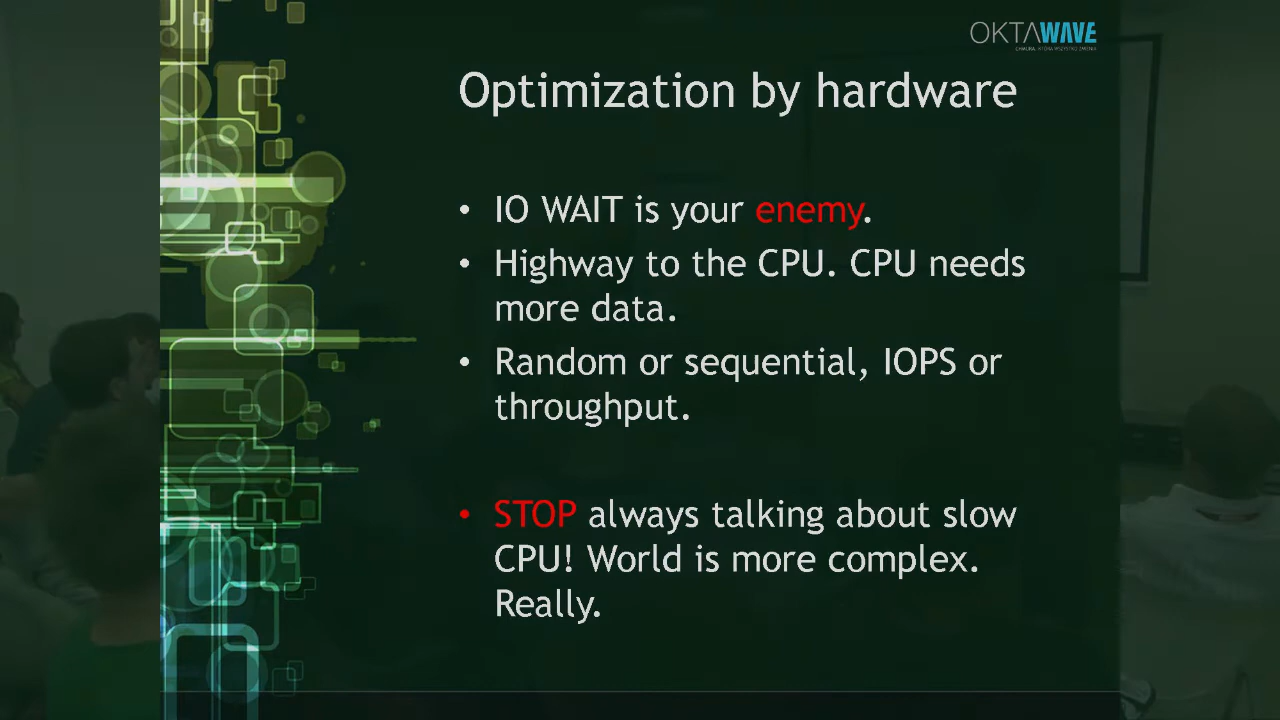 OKTAWAVE
CHMURA, KTÓRA WSZYSTKO ZMIENIA
Optimization by hardware
• IO WAIT is your enemy.
• Highway to the CPU. CPU needs
more data.
• Random or sequential, IOPS or
throughput.
• STOP always talking about slow
CPU! World is more complex.
Really.